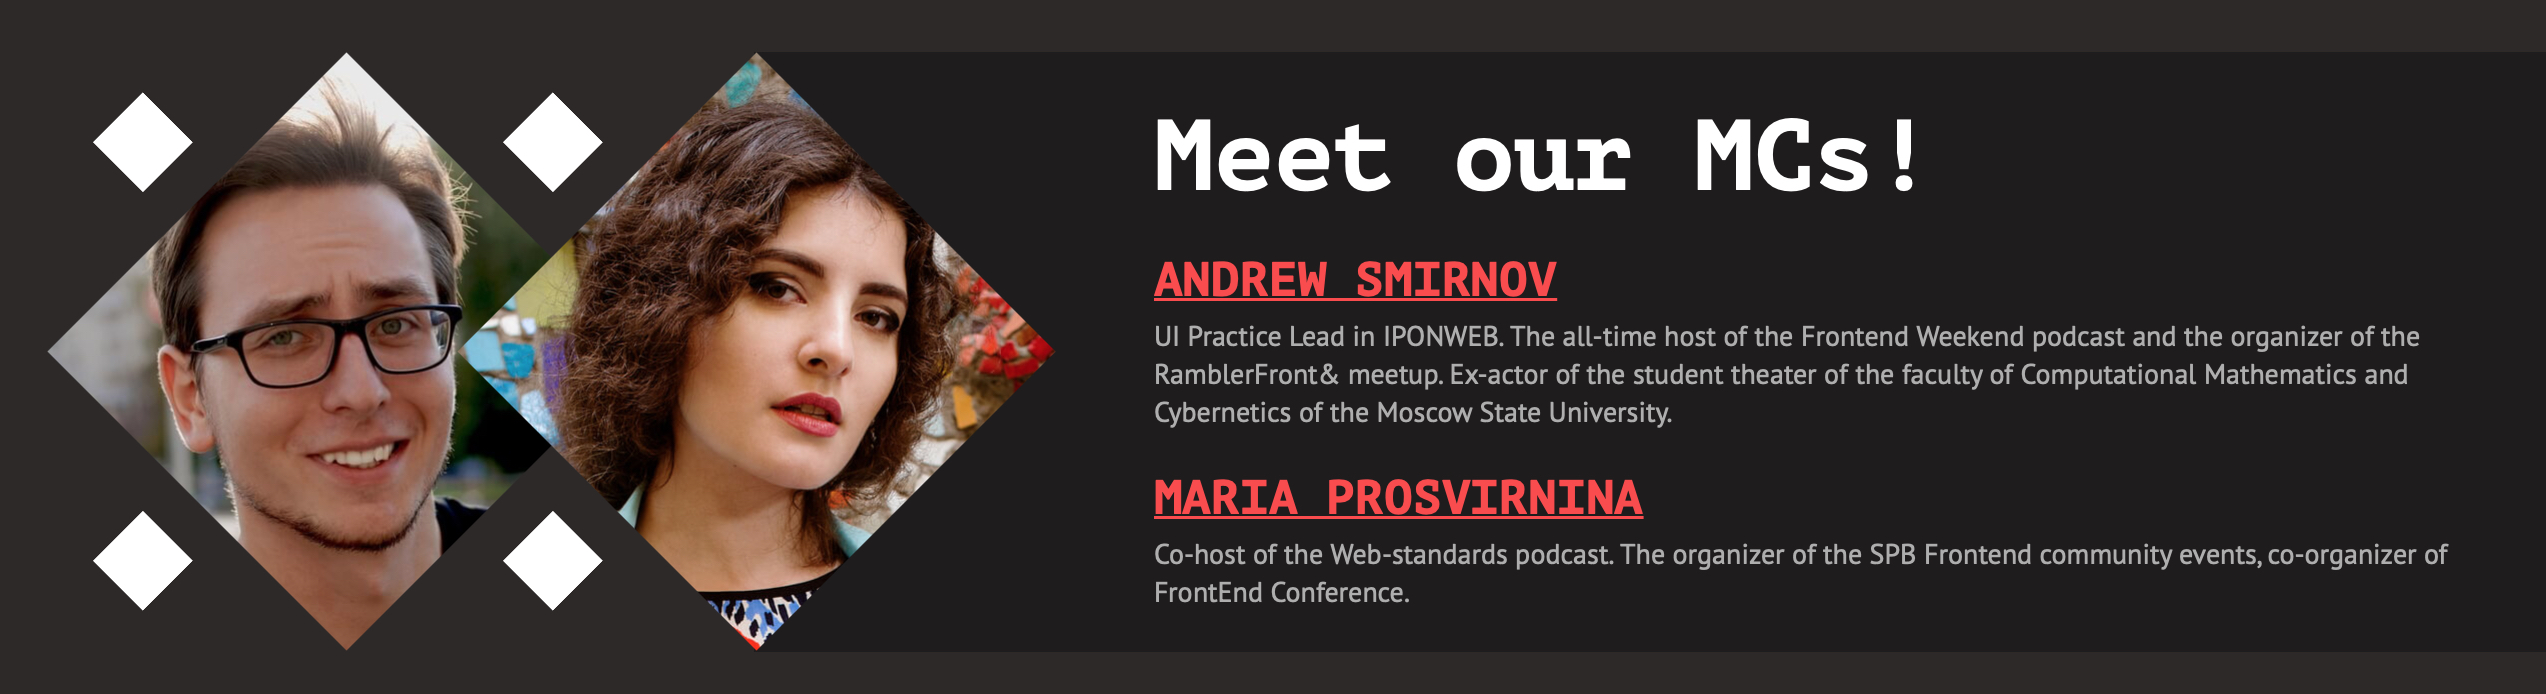 Meet our MCs!
ANDREW SMIRNOV
UI Practice Lead in IPONWEB. The all-time host of the Frontend Weekend podcast and the organizer of the
RamblerFront& meetup. Ex-actor of the student theater of the faculty of Computational Mathematics and
Cybernetics of the Moscow State University.
MARIA PROSVIRNINA
Co-host of the Web-standards podcast. The organizer of the SPB Frontend community events, co-organizer of
FrontEnd Conference.